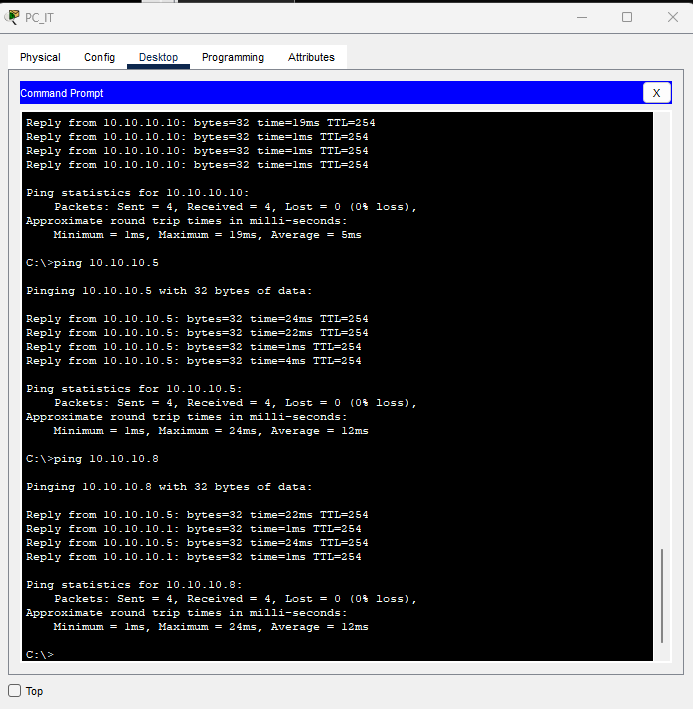 PC_IT
Physical Config Desktop Programming Attributes
Command Prompt X
Reply from 10.10.10.10: bytes=32 time=19ms TTL=254
Reply from 10.10.10.10: bytes=32 time=1ms TTL=254
Reply from 10.10.10.10: bytes=32 time=1ms TTL=254
Reply from 10.10.10.10: bytes=32 time=1ms TTL=254
Ping statistics for 10.10.10.10:
Packets: Sent = 4, Received = 4, Lost = 0 (0% loss),
Approximate round trip times in milli-seconds:
Minimum = 1ms, Maximum = 19ms, Average = 5ms
C:\>ping 10.10.10.5
Pinging 10.10.10.5 with 32 bytes of data:
Reply from 10.10.10.5: bytes=32 time=24ms TTL=254
Reply from 10.10.10.5: bytes=32 time=22ms TTL=254
Reply from 10.10.10.5: bytes=32 time=1ms TTL=254
Reply from 10.10.10.5: bytes=32 time=4ms TTL=254
Ping statistics for 10.10.10.5:
Packets: Sent = 4, Received = 4, Lost = 0 (0% loss),
Approximate round trip times in milli-seconds:
Minimum = 1ms, Maximum = 24ms, Average = 12ms
C:\>ping 10.10.10.8
Pinging 10.10.10.8 with 32 bytes of data:
Reply from 10.10.10.5: bytes=32 time=22ms TTL=254
Reply from 10.10.10.1: bytes=32 time=1ms TTL=254
Reply from 10.10.10.5: bytes=32 time=24ms TTL=254
Reply from 10.10.10.1: bytes=32 time=1ms TTL=254
Ping statistics for 10.10.10.8:
Packets: Sent = 4, Received = 4, Lost = 0 (0% loss),
Approximate round trip times in milli-seconds:
Minimum = 1ms, Maximum = 24ms, Average = 12ms
C:\>
Top